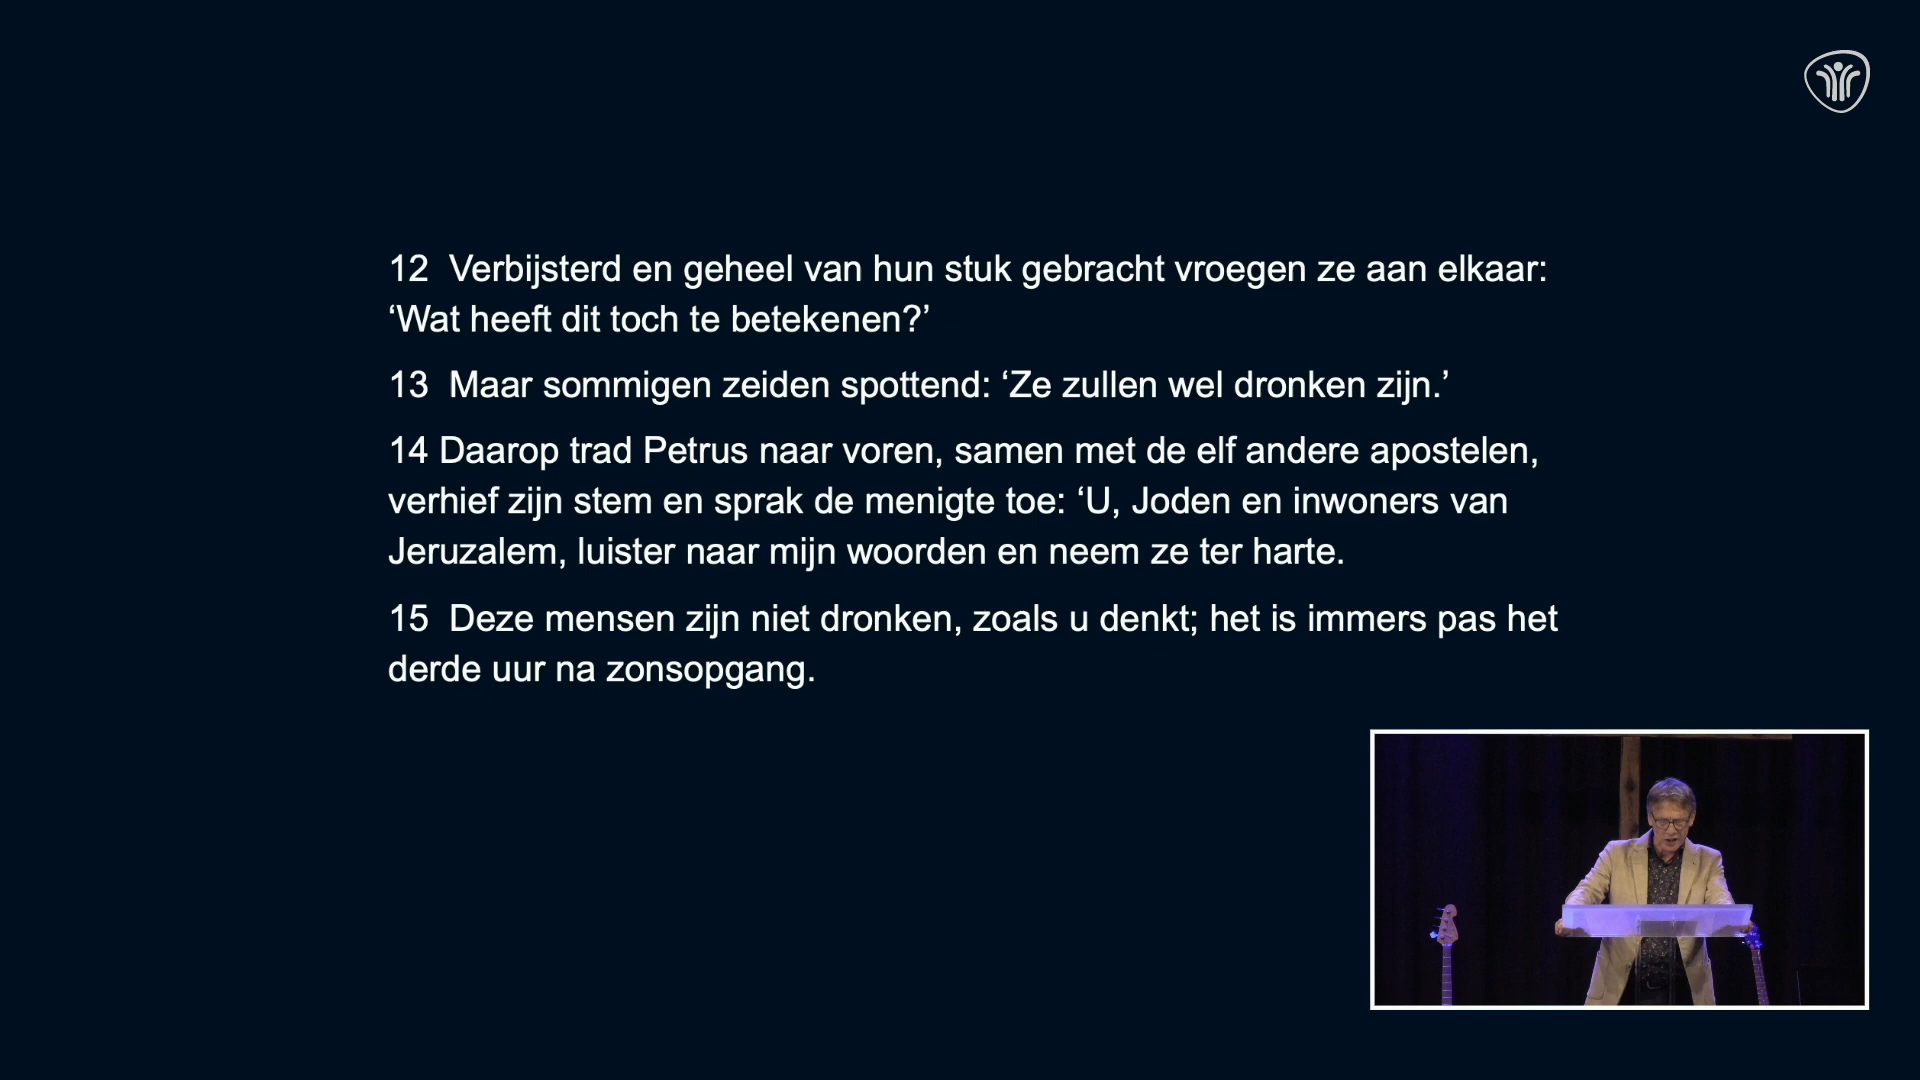 12  Verbijsterd en geheel van hun stuk gebracht vroegen ze aan elkaar:
‘Wat heeft dit toch te betekenen?’
13  Maar sommigen zeiden spottend: ‘Ze zullen wel dronken zijn.’
14 Daarop trad Petrus naar voren, samen met de elf andere apostelen,
verhief zijn stem en sprak de menigte toe: ‘U, Joden en inwoners van
Jeruzalem, luister naar mijn woorden en neem ze ter harte.
15  Deze mensen zijn niet dronken, zoals u denkt; het is immers pas het
derde uur na zonsopgang.